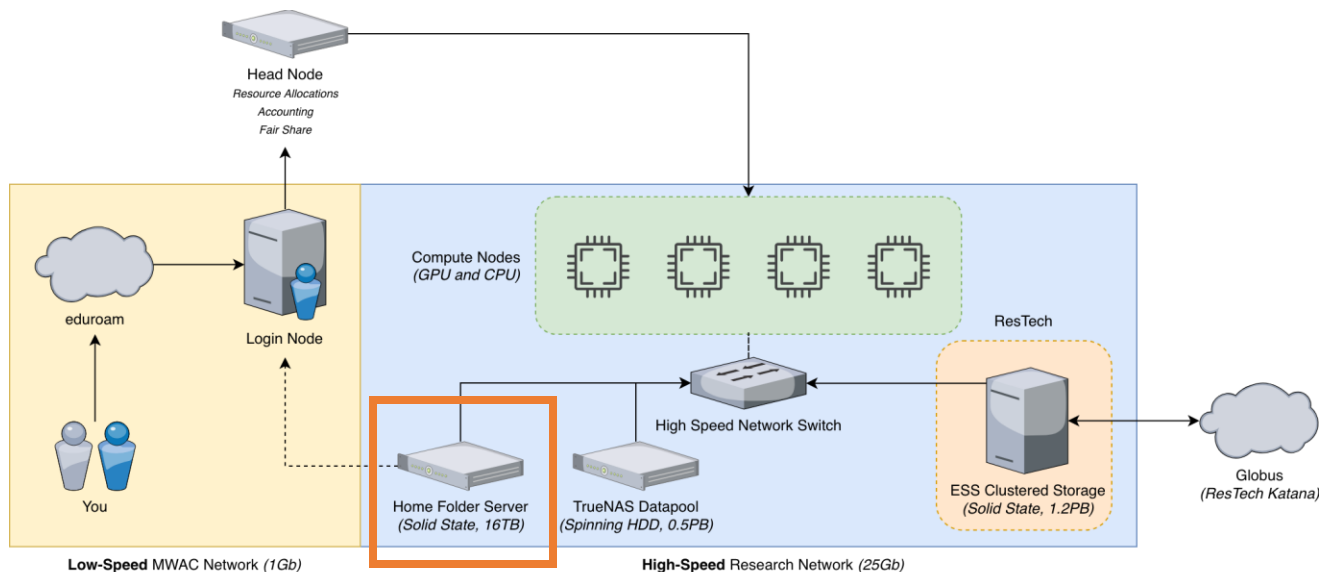 Head Node
Resource Allocations
Accounting
Fair Share
Compute Nodes
(GPU and CPU)
eduroam
Login Node
ResTech
High Speed Network Switch
You
Home Folder Server
(Solid State, 16TB)
TrueNAS Datapool
(Spinning HDD, 0.5PB)
ESS Clustered Storage
(Solid State, 1.2PB)
Globus
(ResTech Katana)
Low-Speed MWAC Network (1Gb)
High-Speed Research Network (25Gb)